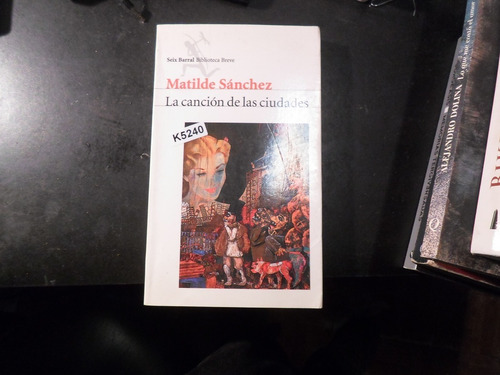 Seix Barral Biblioteca Breve
Matilde Sánchez
La canción de las ciudades
K5240
ALEJANDRO DOLINA